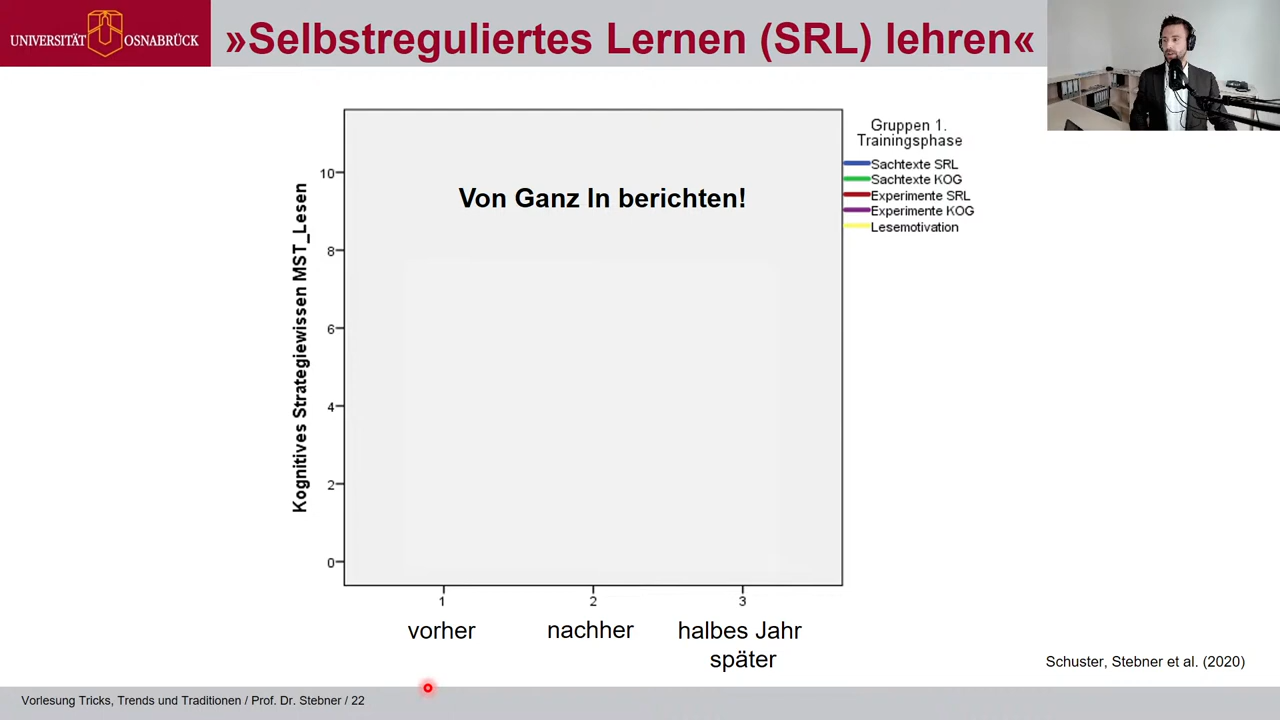 UNIVERSITÄT OSNABRÜCK
»Selbstreguliertes Lernen (SRL) lehren«
Gruppen 1.
Trainingsphase
Sachtexte SRL
Sachtexte KOG
Experimente SRL
Experimente KOG
Lesemotivation
Von Ganz In berichten!
Kognitives Strategiewissen MST_Lesen
10
8
6
4
2
0
1 2 3
vorher nachher halbes Jahr
später
Schuster, Stebner et al. (2020)
Vorlesung Tricks, Trends und Traditionen / Prof. Dr. Stebner / 22